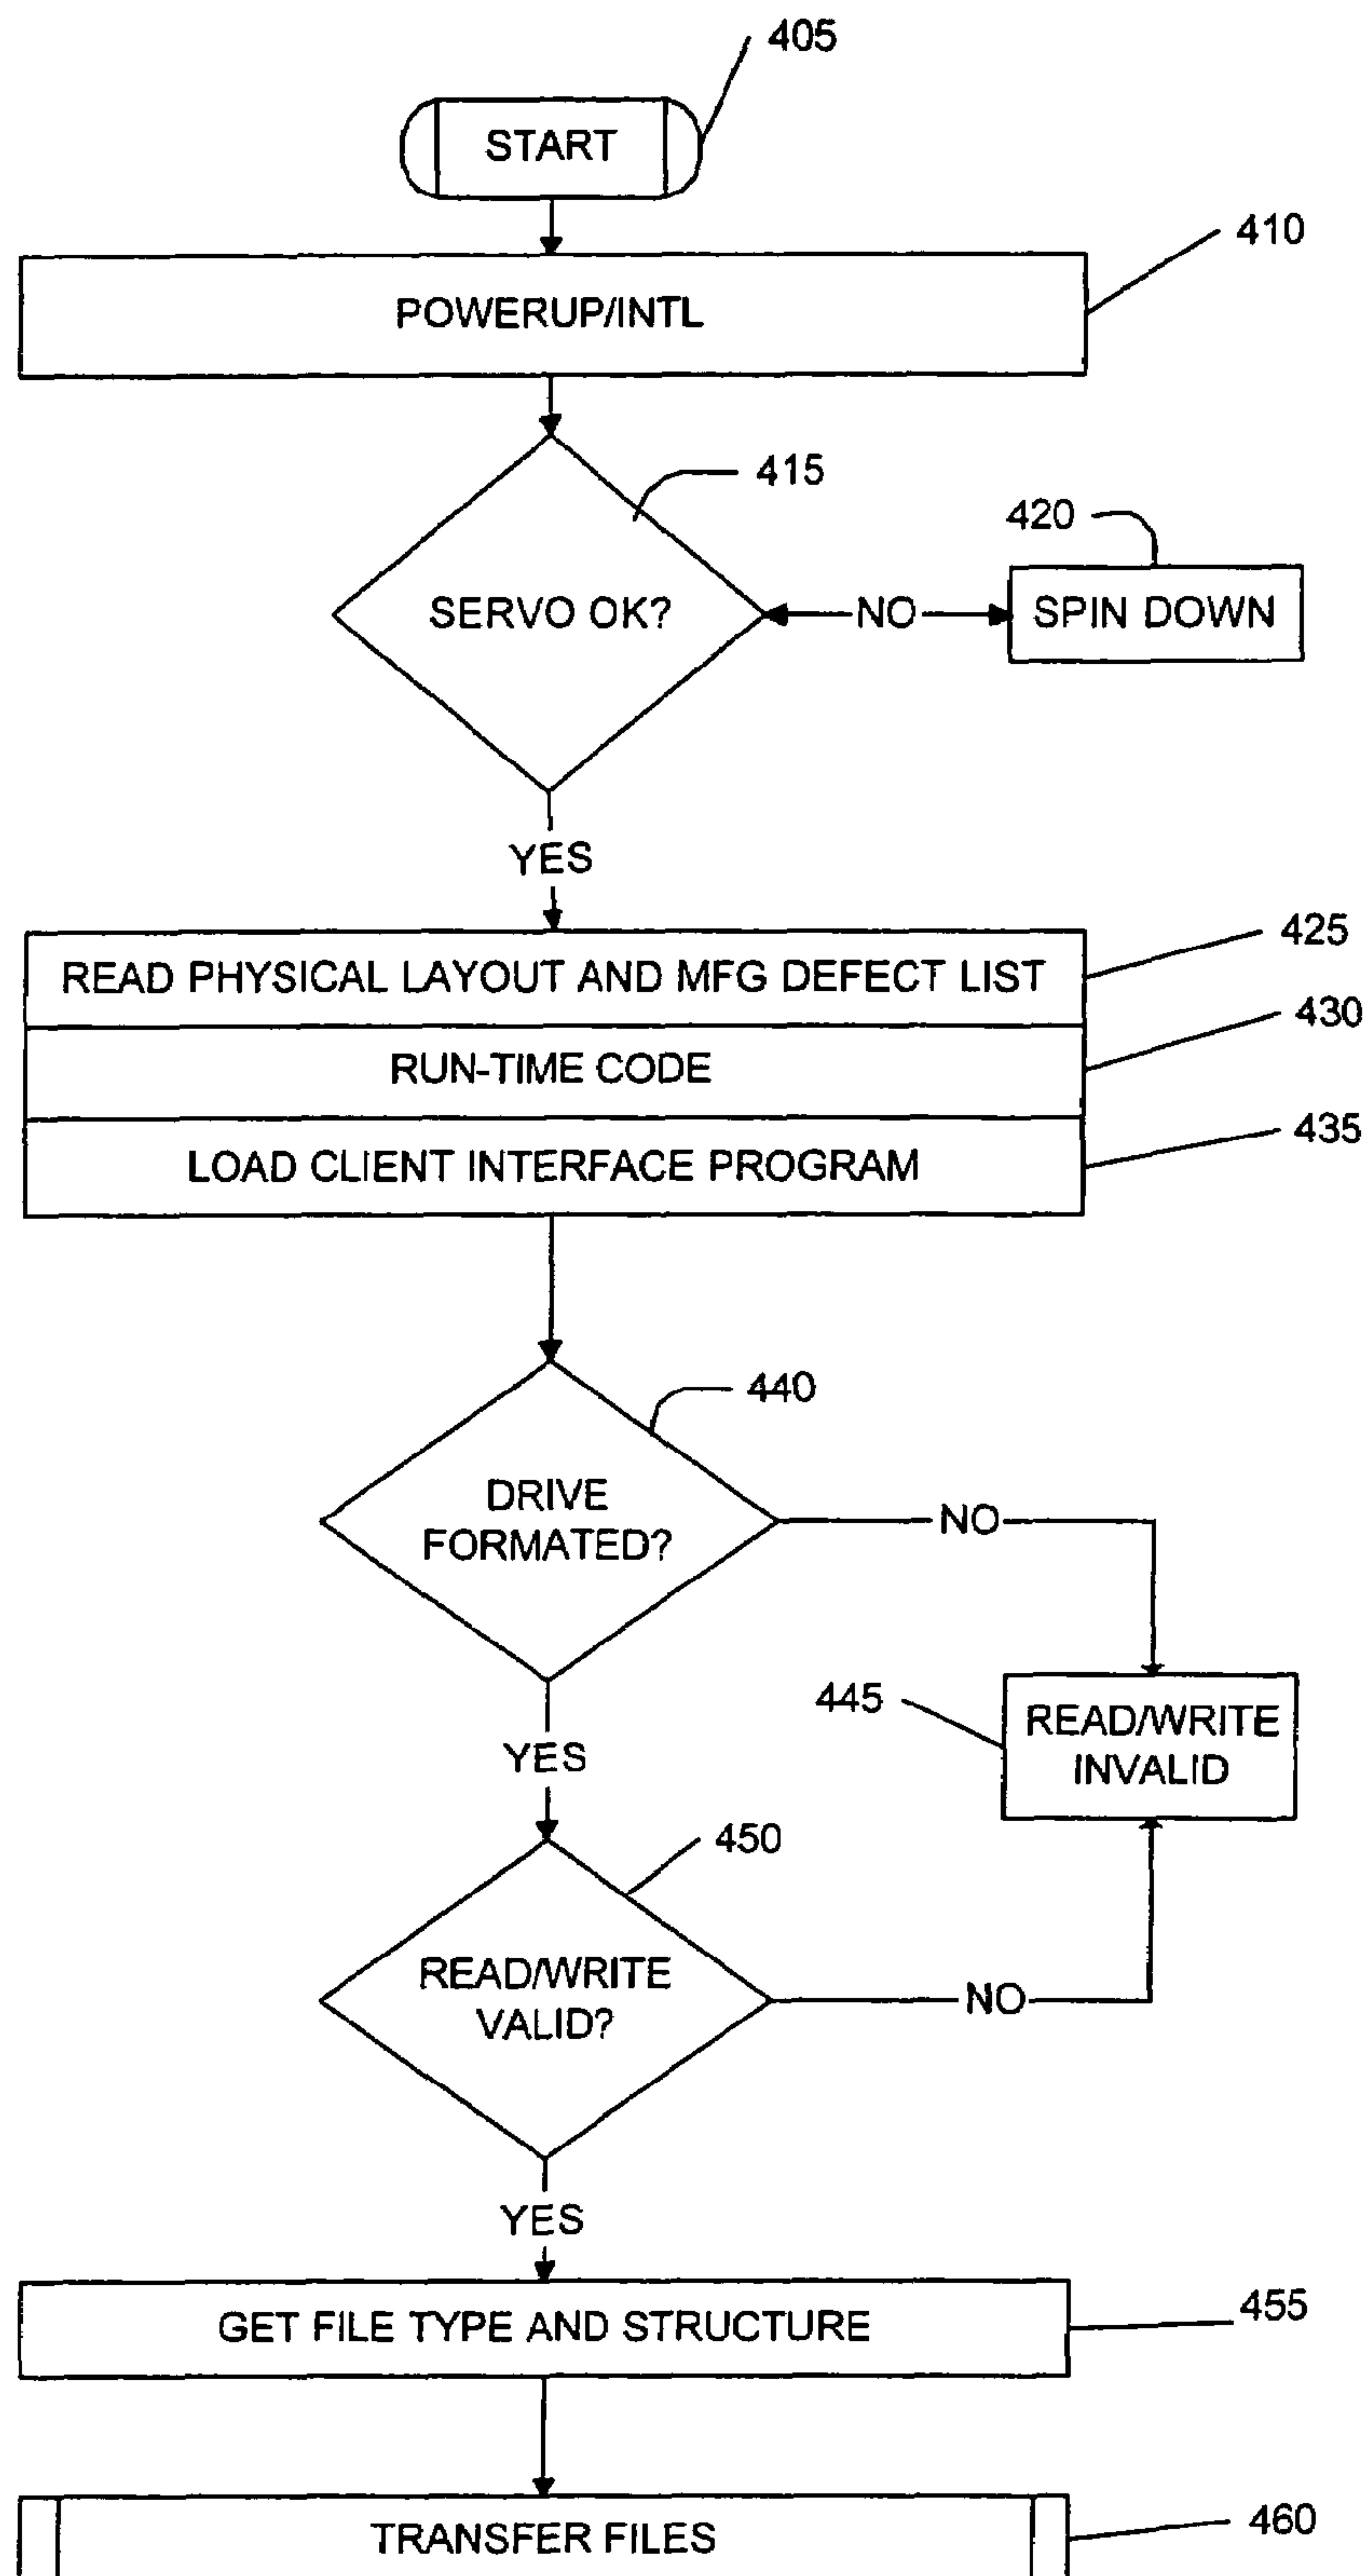 405
START
410
POWERUP/INTL
415
420
SERVO OK?
NO
SPIN DOWN
YES
425
READ PHYSICAL LAYOUT AND MFG DEFECT LIST
430
RUN-TIME CODE
435
LOAD CLIENT INTERFACE PROGRAM
440
DRIVE
FORMATED?
NO
445
READ/WRITE
INVALID
YES
450
READ/WRITE
VALID?
NO
YES
455
GET FILE TYPE AND STRUCTURE
460
TRANSFER FILES